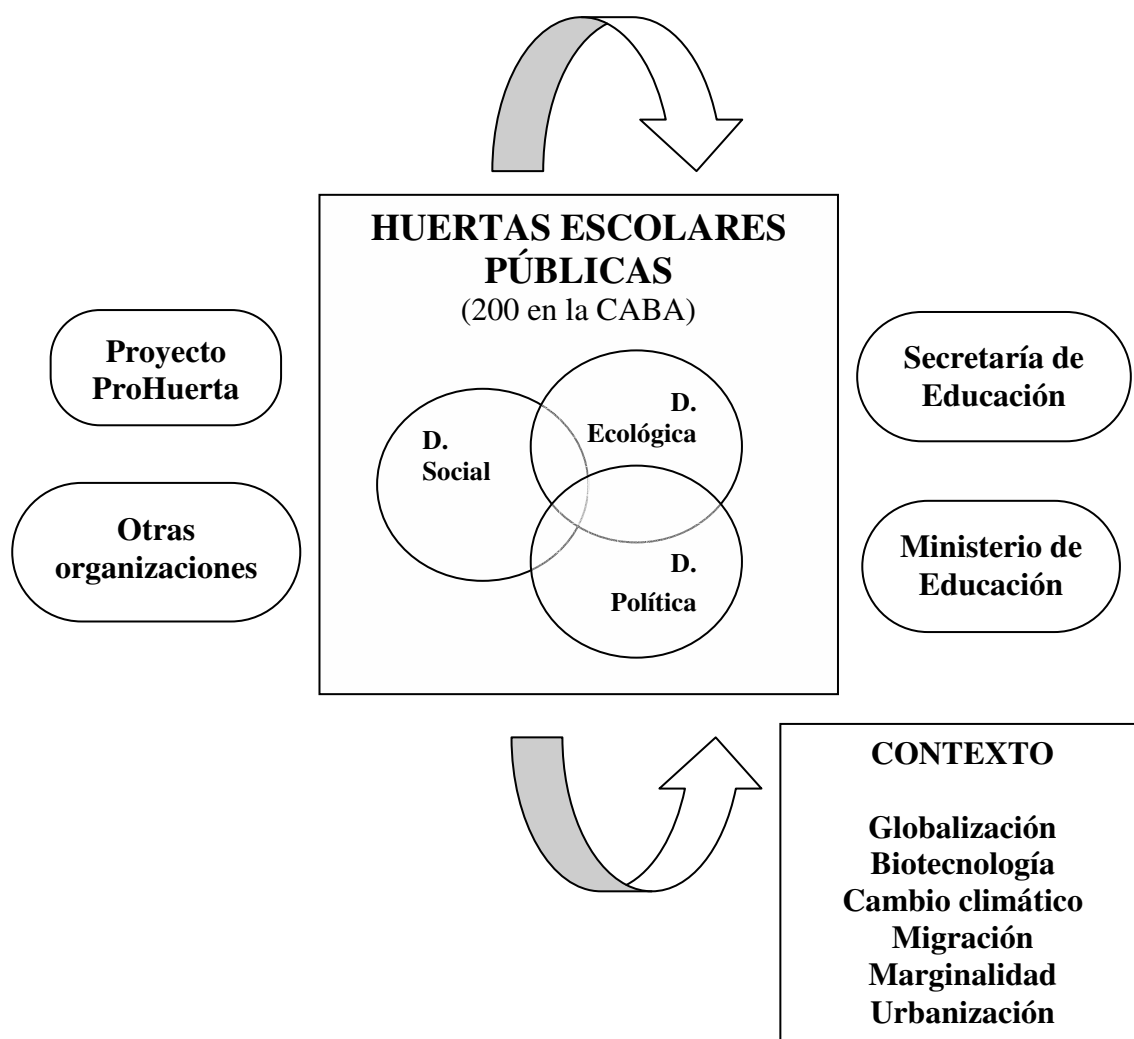 HUERTAS ESCOLARES
PÚBLICAS
(200 en la CABA)
Proyecto
ProHuerta
Otras
organizaciones
D.
Social
D.
Ecológica
D.
Política
Secretaría de
Educación
Ministerio de
Educación
CONTEXTO
Globalización
Biotecnología
Cambio climático
Migración
Marginalidad
Urbanización